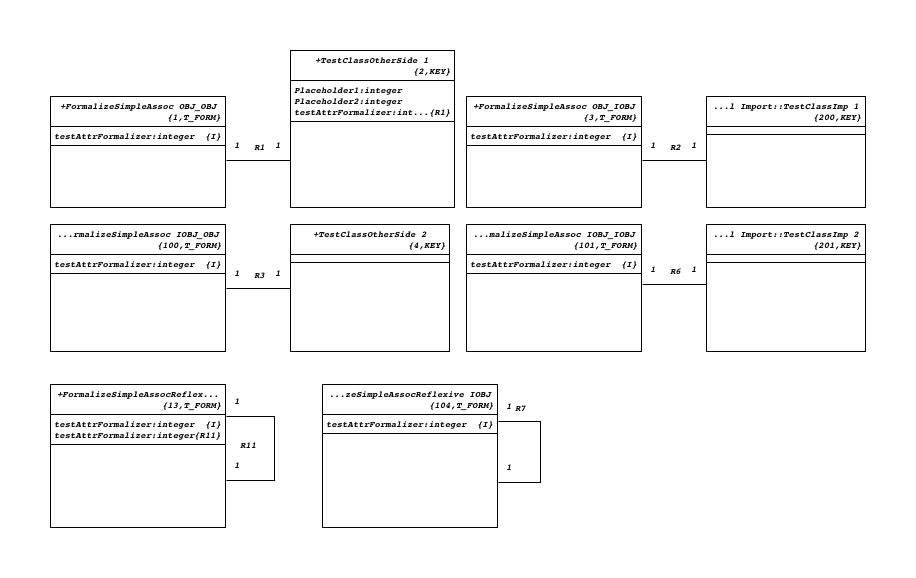 +TestClassOtherSide 1
{2,KEY}
Placeholder1:integer
Placeholder2:integer
testAttrFormalizer:int...{R1}
+FormalizeSimpleAssoc OBJ_OBJ
{1,T_FORM}
testAttrFormalizer:integer {I}
1 R1 1
+FormalizeSimpleAssoc OBJ_IOBJ
{3,T_FORM}
testAttrFormalizer:integer {I}
1 R2 1
...l Import::TestClassImp 1
{200,KEY}
...rmalizeSimpleAssoc IOBJ_OBJ
{100,T_FORM}
testAttrFormalizer:integer {I}
1 R3 1
+TestClassOtherSide 2
{4,KEY}
...malizeSimpleAssoc IOBJ_IOBJ
{101,T_FORM}
testAttrFormalizer:integer {I}
1 R6 1
...l Import::TestClassImp 2
{201,KEY}
+FormalizeSimpleAssocReflex...
{13,T_FORM}
testAttrFormalizer:integer {I}
testAttrFormalizer:integer{R11}
1
R11
1
...zeSimpleAssocReflexive IOBJ
{104,T_FORM}
testAttrFormalizer:integer {I}
1 R7
1